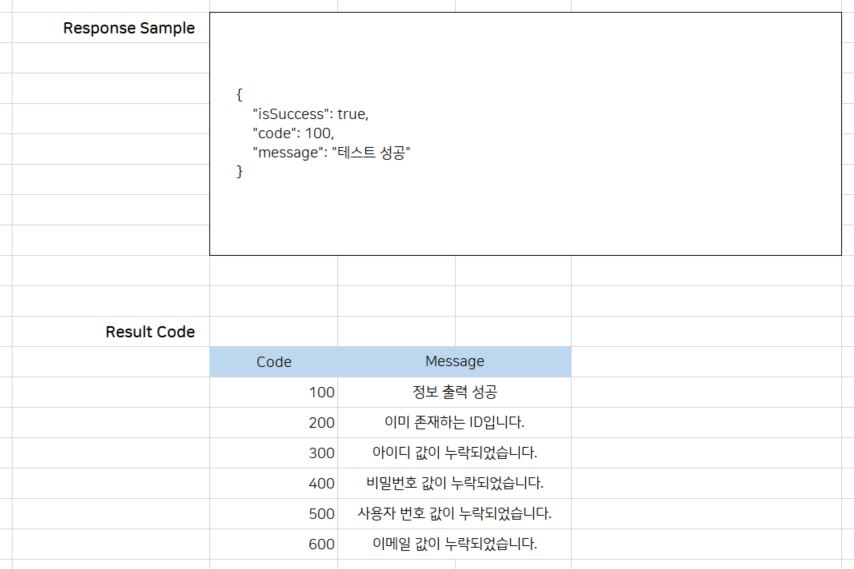 Response Sample
{
"isSuccess": true,
"code": 100,
"message": "테스트 성공"
}
Result Code
Code Message
100 정보 출력 성공
200 이미 존재하는 ID입니다.
300 아이디 값이 누락되었습니다.
400 비밀번호 값이 누락되었습니다.
500 사용자 번호 값이 누락되었습니다.
600 이메일 값이 누락되었습니다.